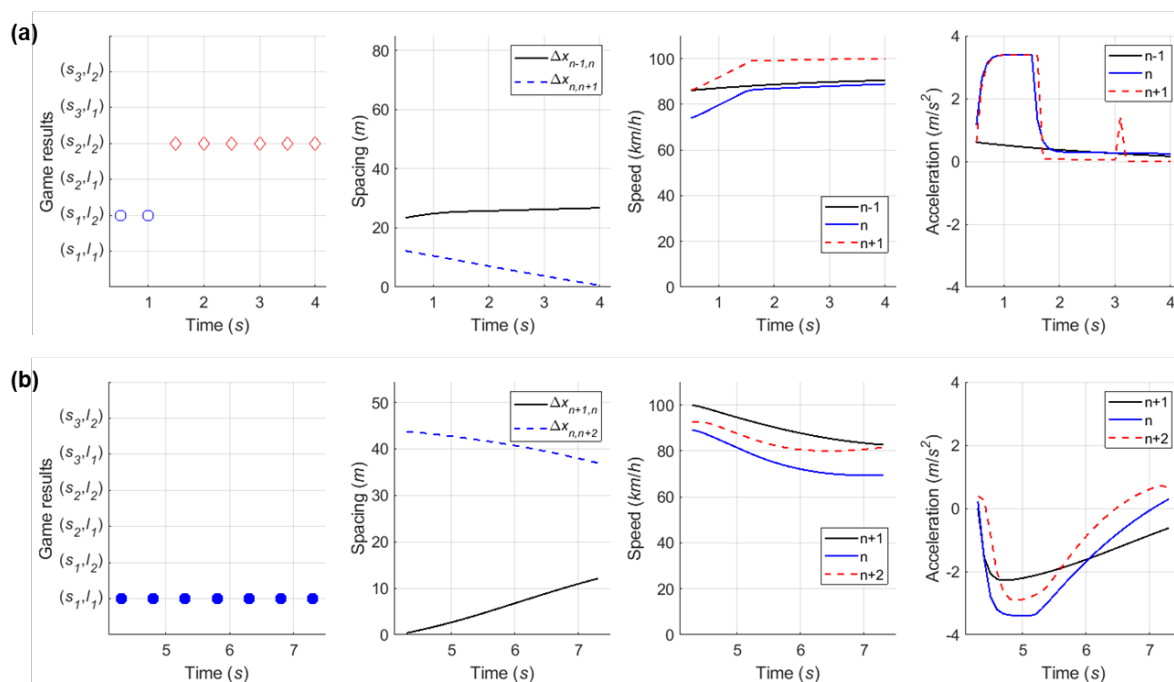 (a)
Game results
(s3,l2)
(s3,l1)
(s2,l2)
(s2,l1)
(s1,l2)
(s1,l1)
1 2 3 4
Time (s)
Spacing (m)
80
60
40
20
0
Δxn-1,n
Δxn,n+1
1 2 3 4
Time (s)
Speed (km/h)
100
80
60
40
20
0
n-1
n
n+1
1 2 3 4
Time (s)
Acceleration (m/s2)
4
2
0
-2
-4
n-1
n
n+1
1 2 3 4
Time (s)
(b)
Game results
(s3,l2)
(s3,l1)
(s2,l2)
(s2,l1)
(s1,l2)
(s1,l1)
5 6 7
Time (s)
Spacing (m)
50
40
30
20
10
0
Δxn+1,n
Δxn,n+2
5 6 7
Time (s)
Speed (km/h)
100
80
60
40
20
0
n+1
n
n+2
5 6 7
Time (s)
Acceleration (m/s2)
4
2
0
-2
-4
n+1
n
n+2
5 6 7
Time (s)